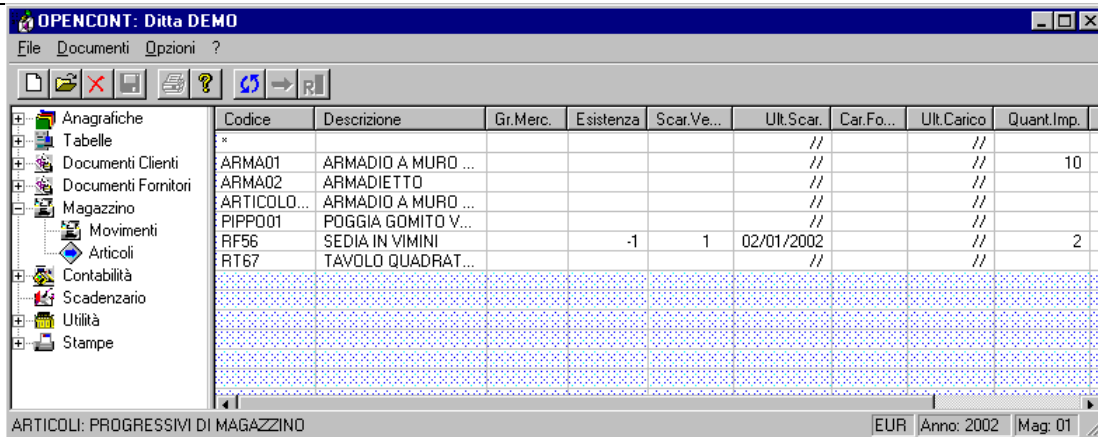 OPENCONT: Ditta DEMO
File Documenti Opzioni ?
Anagrafiche
Tabelle
Documenti Clienti
Documenti Fornitori
Magazzino
Movimenti
Articoli
Contabilità
Scadenzario
Utilità
Stampe
Codice Descrizione Gr.Merc. Esistenza Scar.Ve... Ult.Scar. Car.Fo... Ult.Carico Quant.Imp.
* // //
ARMA01 ARMADIO A MURO ... // // 10
ARMA02 ARMADIETTO // //
ARTICOLO... ARMADIO A MURO ... // //
PIPPO01 POGGIA GOMITO V... // //
RF56 SEDIA IN VIMINI -1 1 02/01/2002 // 2
RT67 TAVOLO QUADRAT... // //
ARTICOLI: PROGRESSIVI DI MAGAZZINO EUR Anno: 2002 Mag: 01